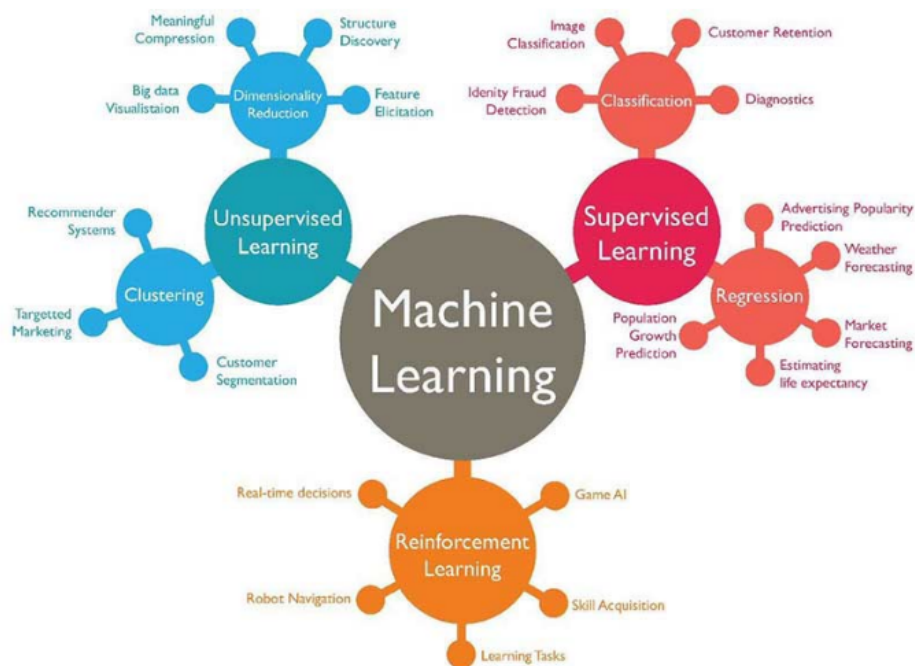 Meaningful
Compression
Structure
Discovery
Big data
Visualistaion
Dimensionality
Reduction
Feature
Elicitation
Image
Classification
Customer Retention
Idenity Fraud
Detection
Classification
Diagnostics
Recommender
Systems
Unsupervised
Learning
Clustering
Targetted
Marketing
Customer
Segmentation
Machine
Learning
Supervised
Learning
Advertising Popularity
Prediction
Weather
Forecasting
Regression
Population
Growth
Prediction
Market
Forecasting
Estimating
life expectancy
Real-time decisions
Game AI
Reinforcement
Learning
Robot Navigation
Skill Acquisition
Learning Tasks